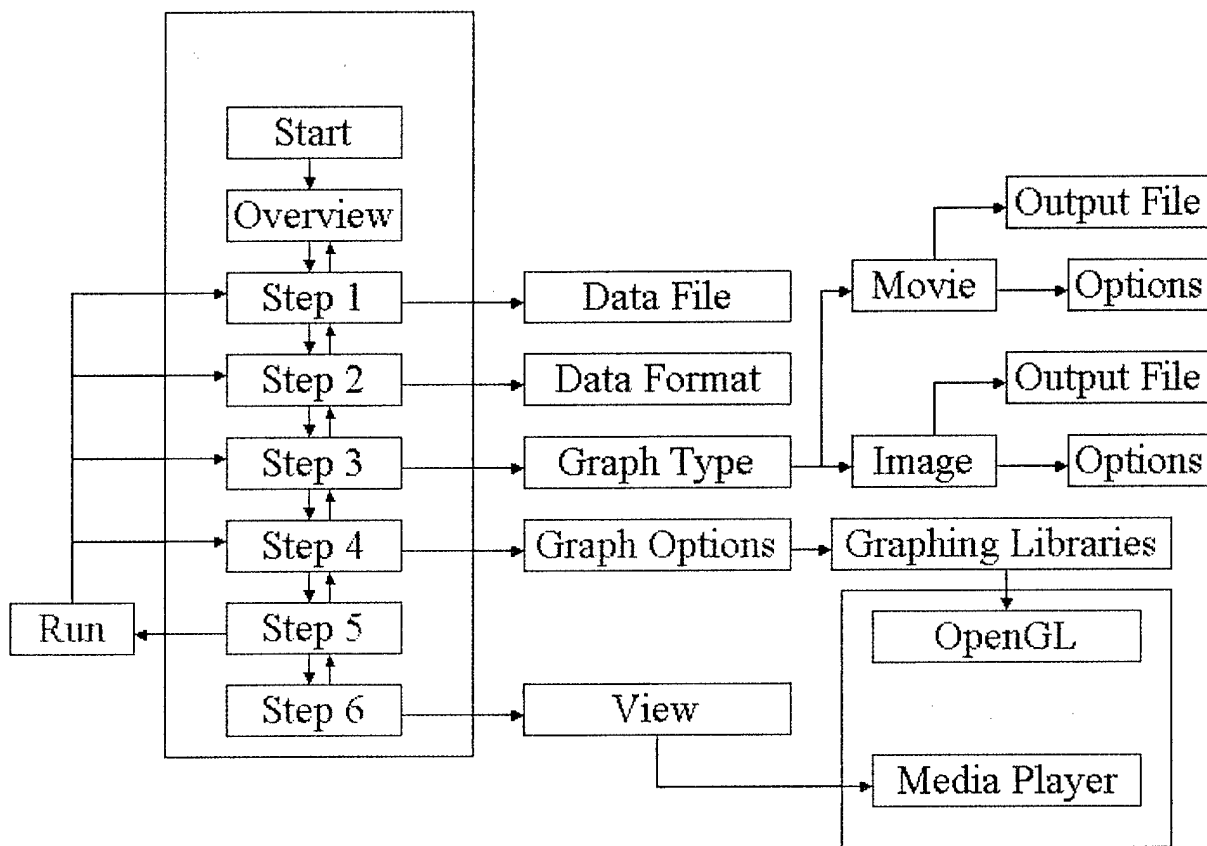 Start
Overview
Output File
Step 1
Data File
Movie
Options
Step 2
Data Format
Output File
Step 3
Graph Type
Image
Options
Step 4
Graph Options
Graphing Libraries
Run
Step 5
OpenGL
Step 6
View
Media Player